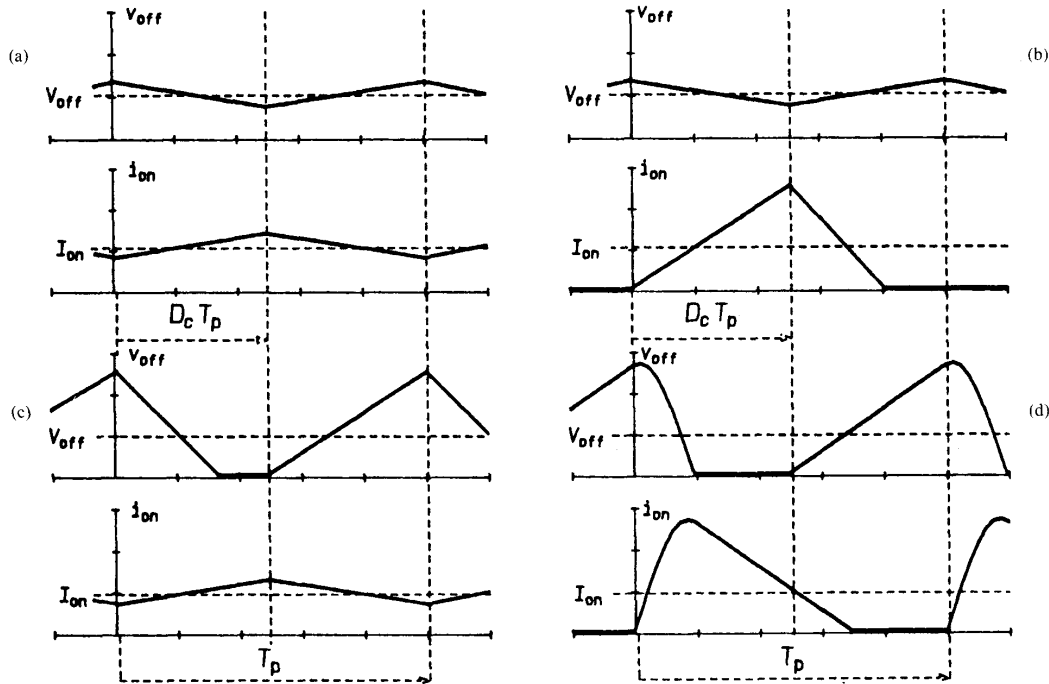 (a)
v_off
V_off
i_on
I_on
D_c T_p
(b)
v_off
V_off
i_on
I_on
D_c T_p
(c)
v_off
V_off
i_on
I_on
T_p
(d)
v_off
V_off
i_on
I_on
T_p